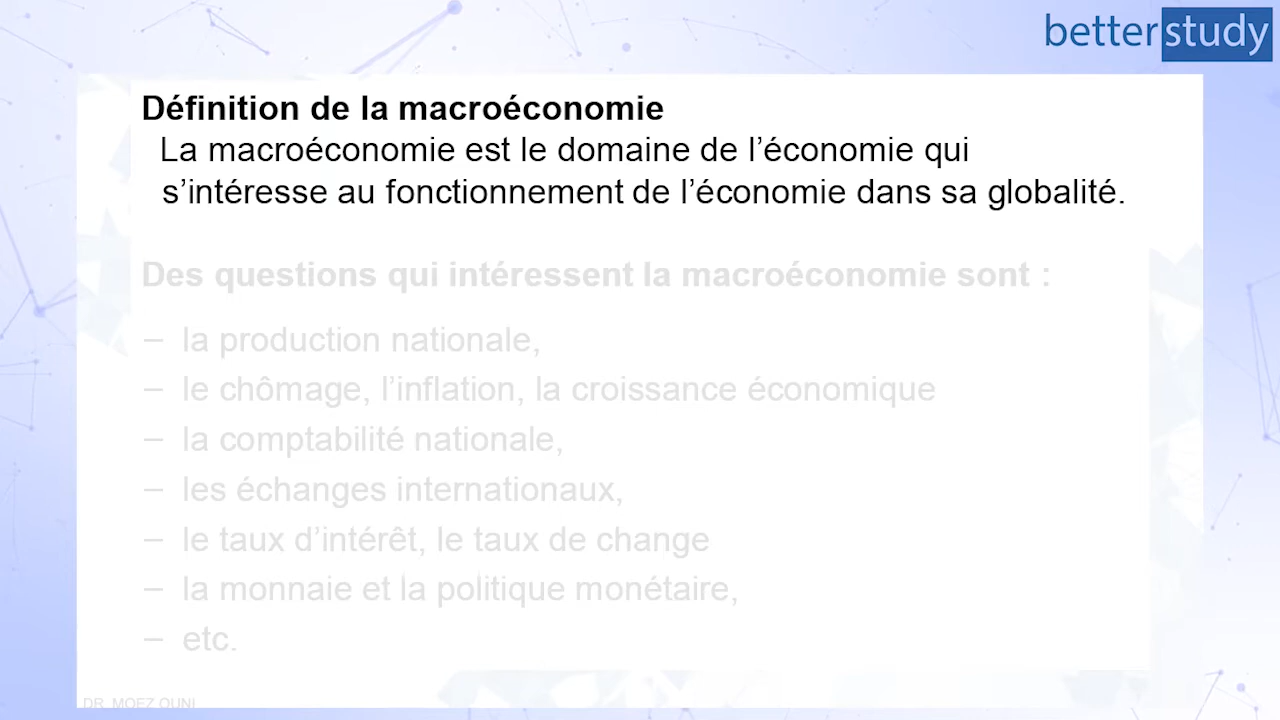 betterstudy
Définition de la macroéconomie
La macroéconomie est le domaine de l’économie qui
s’intéresse au fonctionnement de l’économie dans sa globalité.
Des questions qui intéressent la macroéconomie sont :
– la production nationale,
– le chômage, l’inflation, la croissance économique
– la comptabilité nationale,
– les échanges internationaux,
– le taux d’intérêt, le taux de change
– la monnaie et la politique monétaire,
– etc.
DR. MOEZ OUNI